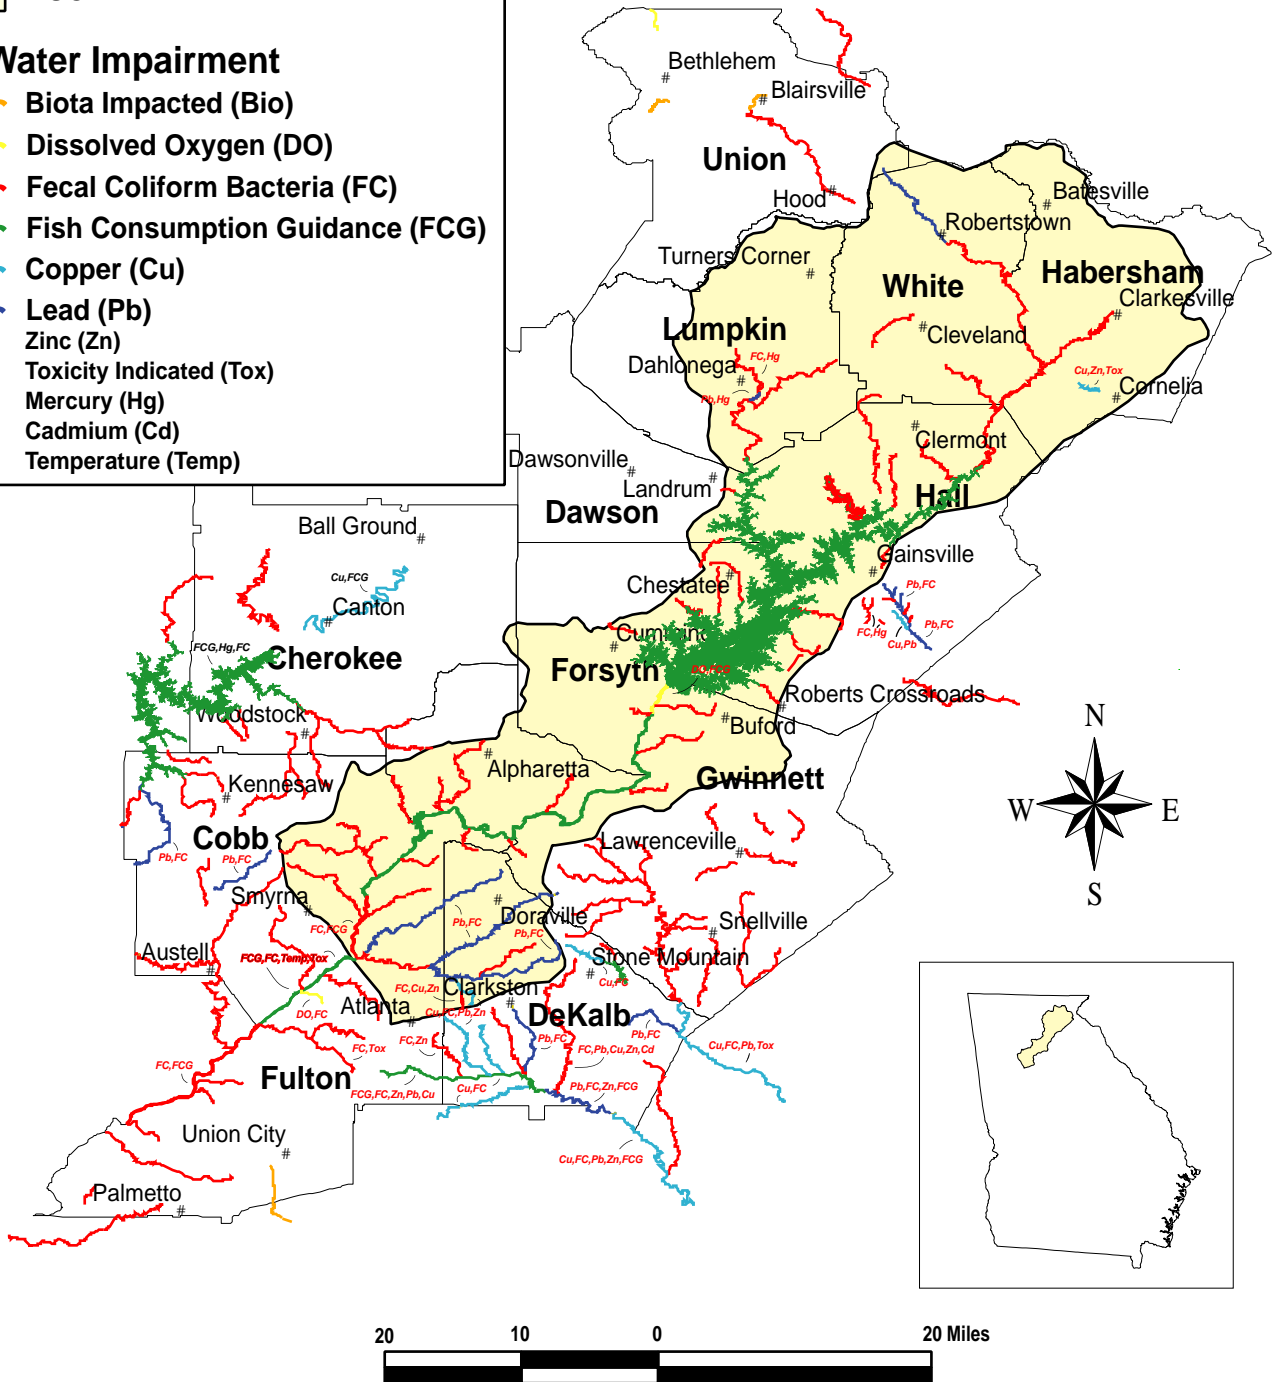 Water Impairment
Biota Impacted (Bio)
Dissolved Oxygen (DO)
Fecal Coliform Bacteria (FC)
Fish Consumption Guidance (FCG)
Copper (Cu)
Lead (Pb)
Zinc (Zn)
Toxicity Indicated (Tox)
Mercury (Hg)
Cadmium (Cd)
Temperature (Temp)
Bethlehem
#
Blairsville
#
Union
Hood #
Batesville
#
Robertstown
#
Turners Corner
#
White
Habersham
Clarkesville
#
Lumpkin
Cleveland
#
Dahlonega
#
FC,Hg
Pb,Hg
Cu,Zn,Tox
Cornelia
#
Clermont
#
Dawsonville
#
Landrum #
Hall
Dawson
Ball Ground
#
Gainsville
#
Cu,FCG
Canton
#
Chestatee
#
Pb,FC
FC,Hg
Pb,FC
Cu,Pb
Cumming
#
FCG,Hg,FC
Cherokee
Forsyth
DO,FCG
Roberts Crossroads
#
Woodstock
#
Buford
#
N
W E
S
Alpharetta
#
Gwinnett
Kennesaw
#
Cobb
Lawrenceville
#
Pb,FC
Pb,FC
Smyrna
#
Doraville
#
Pb,FC
Pb,FC
Snellville
#
FC,FCG
Austell
#
FCG,FC,Temp,Tox
Stone Mountain
#
Cu,FC
FC,Cu,Zn
Clarkston
#
Atlanta
#
DO,FC
Cu,FC,Pb,Zn
DeKalb
FC,Zn
Pb,FC
Pb,FC
FC,Tox
FC,Pb,Cu,Zn,Cd
Cu,FC,Pb,Tox
FC,FCG
Fulton
FCG,FC,Zn,Pb,Cu
Cu,FC
Pb,FC,Zn,FCG
Union City
#
Cu,FC,Pb,Zn,FCG
Palmetto
#
20 10 0 20 Miles